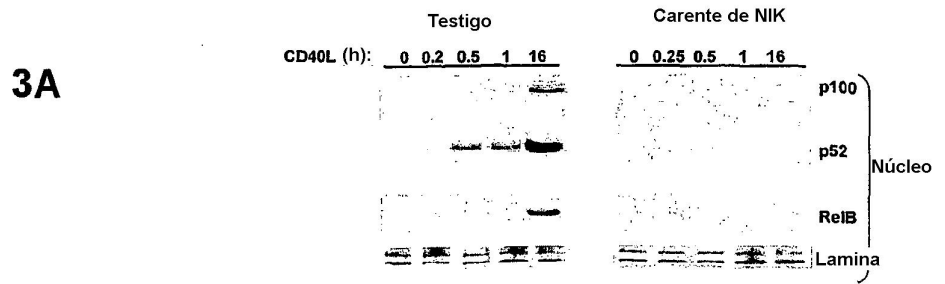 Testigo
Carente de NIK
CD40L (h): 0 0.2 0.5 1 16
0 0.25 0.5 1 16
3A
p100
p52
Núcleo
RelB
Lamina